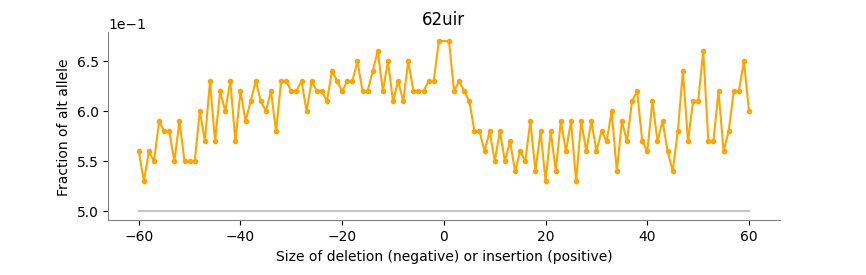 62uir
1e−1
Fraction of alt allele
6.5
6.0
5.5
5.0
−60 −40 −20 0 20 40 60
Size of deletion (negative) or insertion (positive)